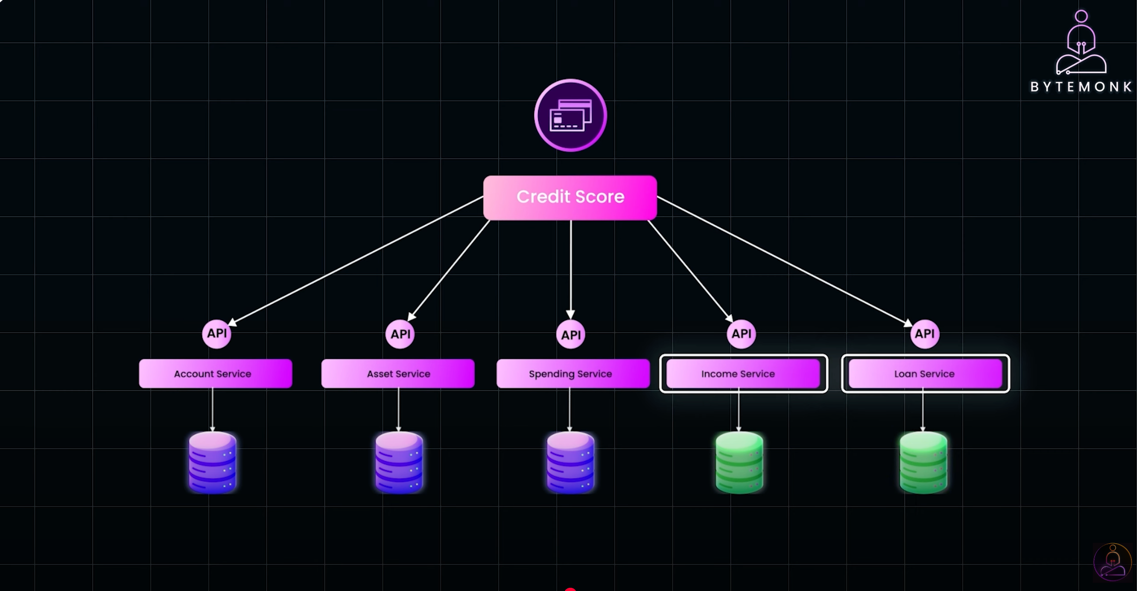 BYTEMONK
Credit Score
API
API
API
API
API
Account Service
Asset Service
Spending Service
Income Service
Loan Service